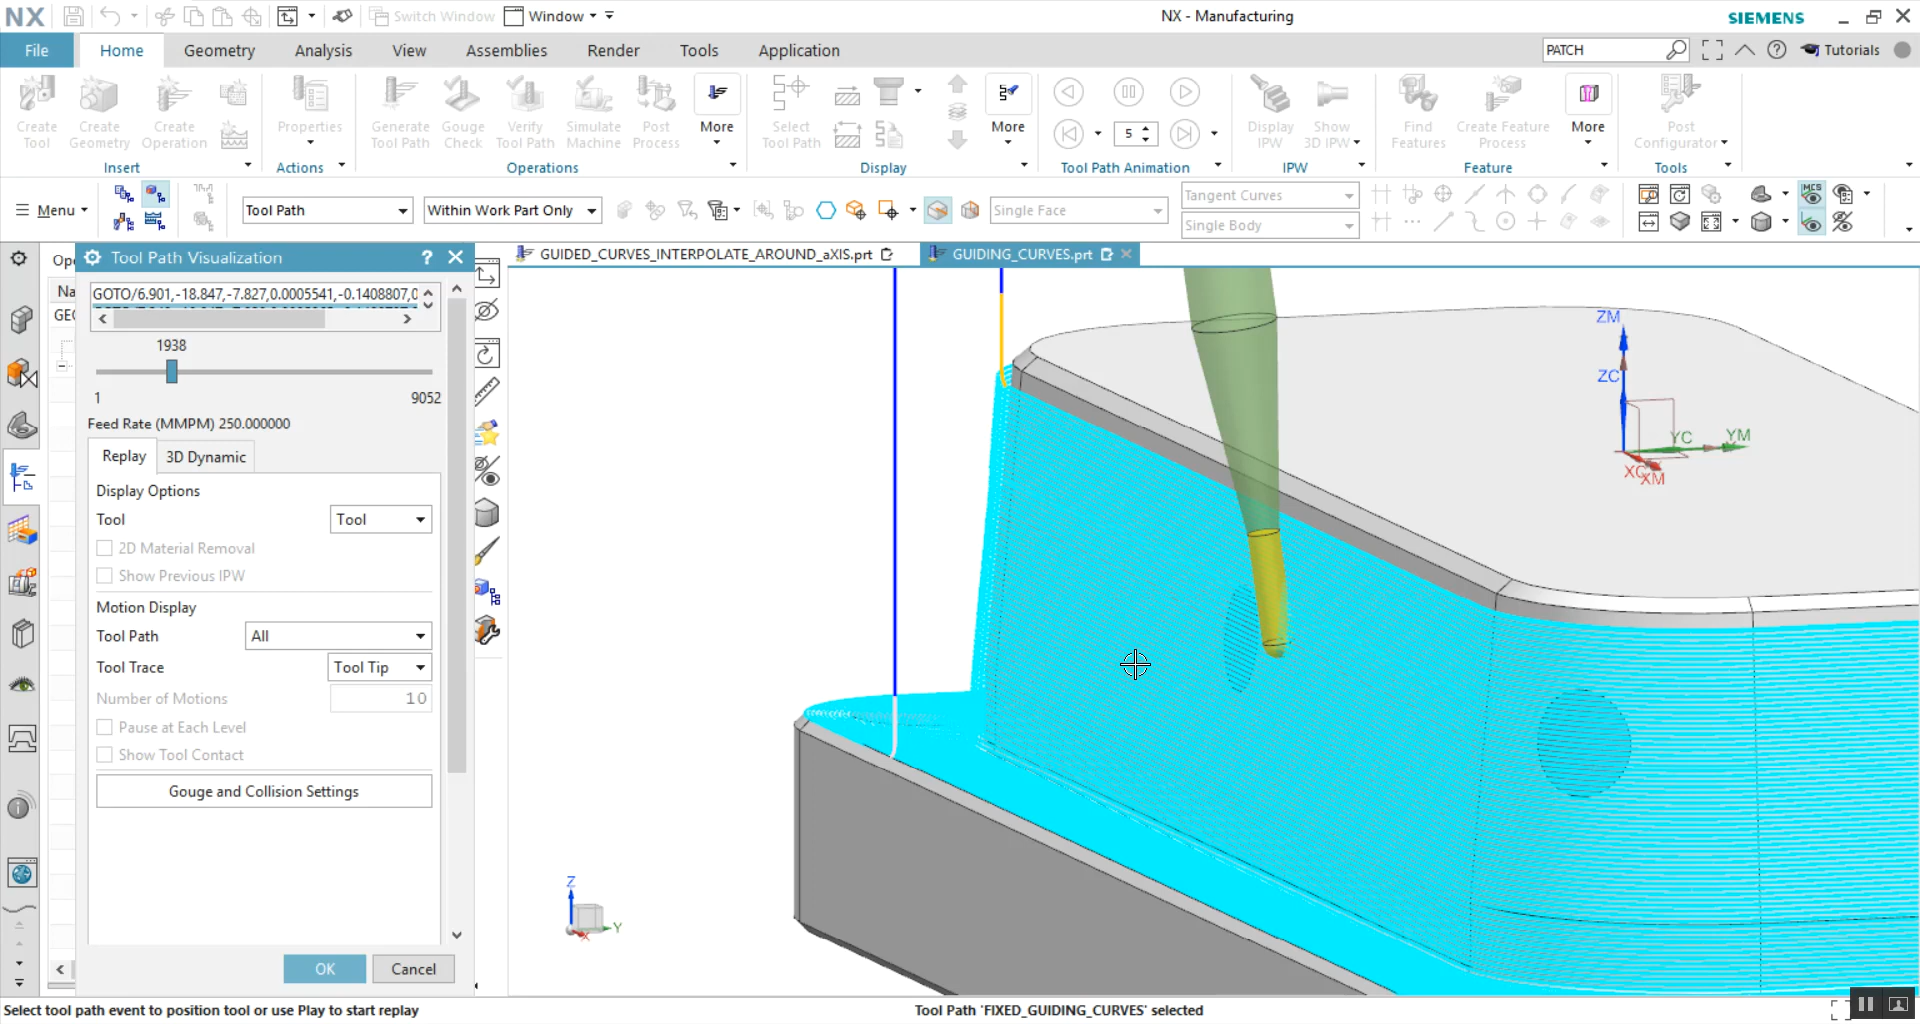 NX
Switch Window
Window
NX - Manufacturing
SIEMENS
File
Home
Geometry
Analysis
View
Assemblies
Render
Tools
Application
PATCH
Tutorials
Create Tool
Create Geometry
Create Operation
Properties
Generate Tool Path
Gouge Check
Verify Tool Path
Simulate Machine
Post Process
More
Select Tool Path
More
5
Display IPW
Show 3D IPW
Find Features
Create Feature Process
More
Post Configurator
Insert
Actions
Operations
Display
Tool Path Animation
IPW
Feature
Tools
Menu
Tool Path
Within Work Part Only
Single Face
Tangent Curves
Single Body
MCS
Tool Path Visualization
?
GUIDED_CURVES_INTERPOLATE_AROUND_aXIS.prt
GUIDING_CURVES.prt
Ope
Na
GEO
GOTO/6.901,-18.847,-7.827,0.0005541,-0.1408807,0
1938
1
9052
Feed Rate (MMPM) 250.000000
Replay
3D Dynamic
Display Options
Tool
Tool
2D Material Removal
Show Previous IPW
Motion Display
Tool Path
All
Tool Trace
Tool Tip
Number of Motions
10
Pause at Each Level
Show Tool Contact
Gouge and Collision Settings
OK
Cancel
ZM
ZC
YC
YM
XC
XM
Z
Y
X
Select tool path event to position tool or use Play to start replay
Tool Path 'FIXED_GUIDING_CURVES' selected